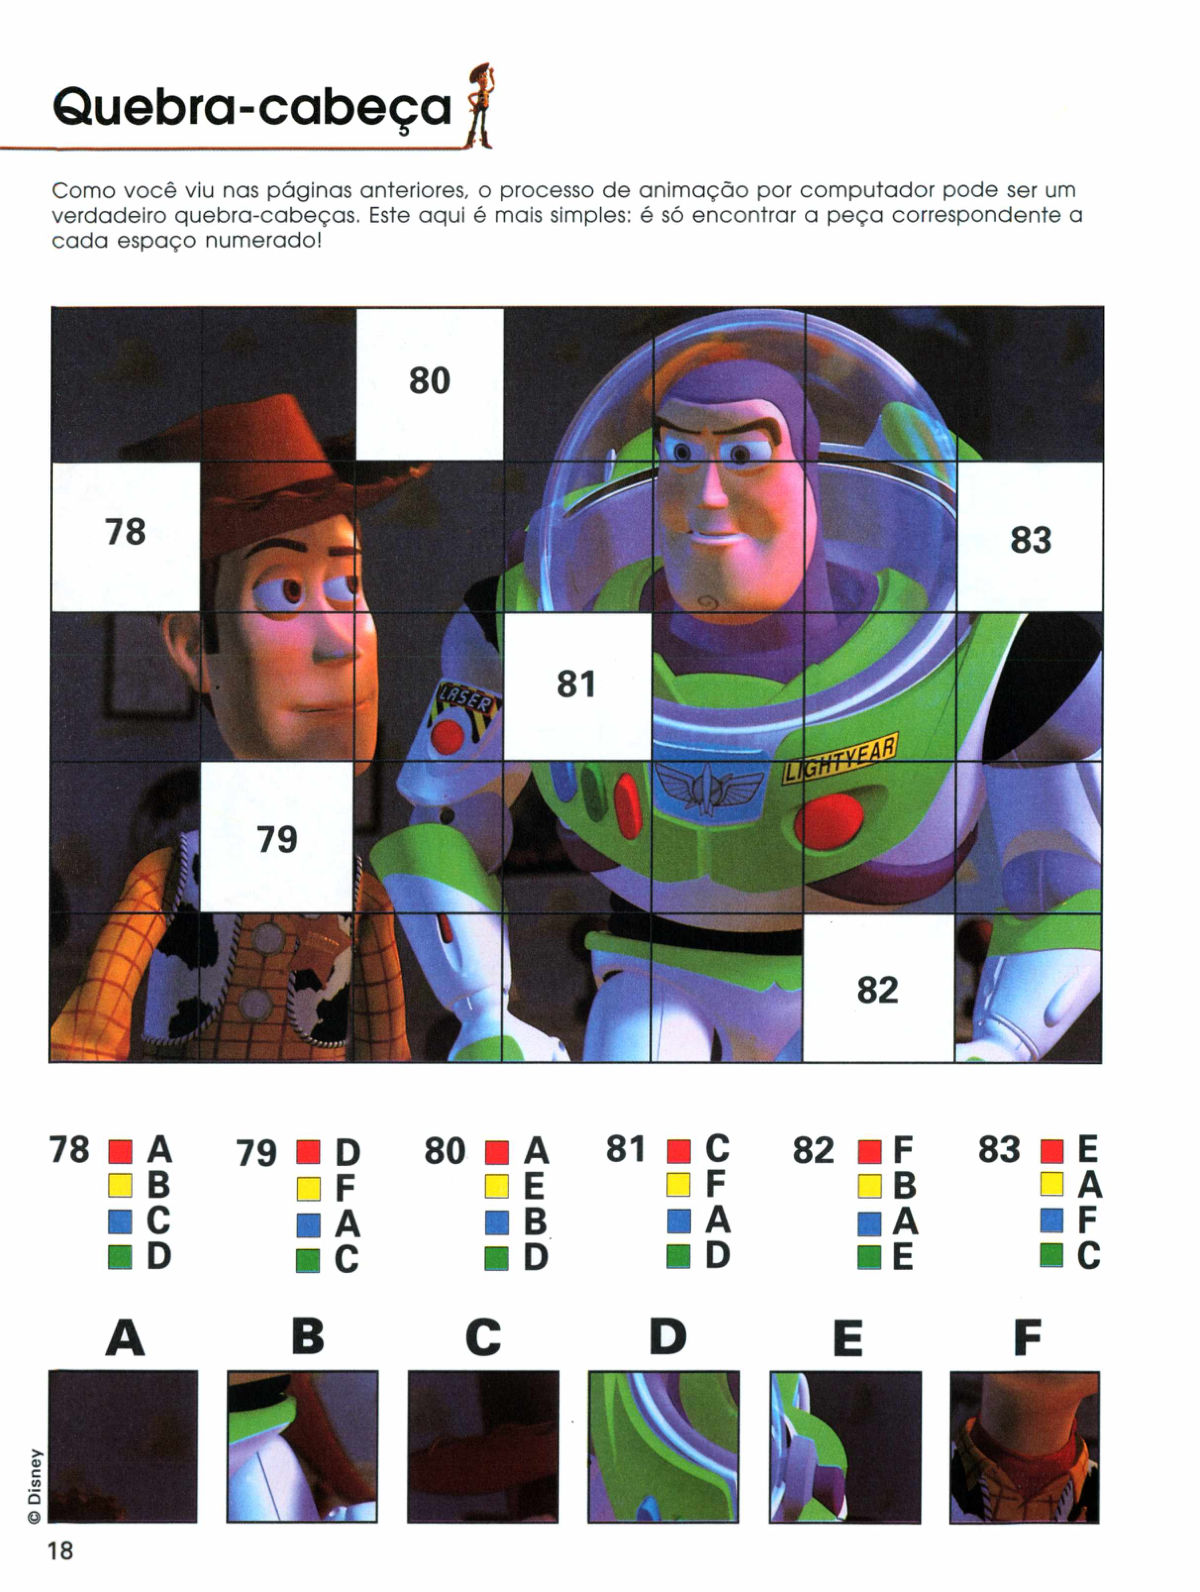 Quebra-cabeça
Como você viu nas páginas anteriores, o processo de animação por computador pode ser um
verdadeiro quebra-cabeças. Este aqui é mais simples: é só encontrar a peça correspondente a
cada espaço numerado!
80
78
83
LASER
81
LIGHTYEAR
79
82
78 A
B
C
D
79 D
F
A
C
80 A
E
B
D
81 C
F
A
D
82 F
B
A
E
83 E
A
F
C
A B C D E F
© Disney
18